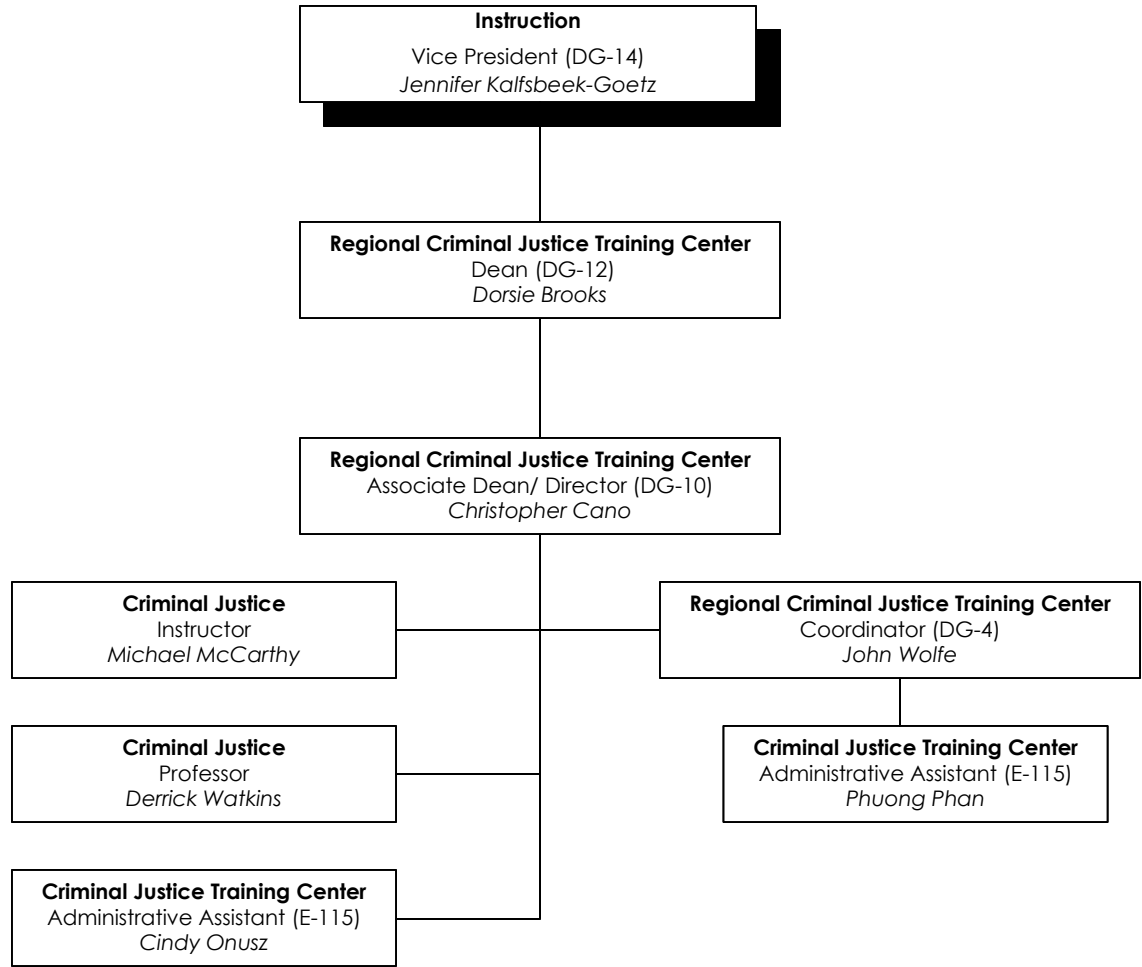 Instruction
Vice President (DG-14)
Jennifer Kalfsbeek-Goetz
Regional Criminal Justice Training Center
Dean (DG-12)
Dorsie Brooks
Regional Criminal Justice Training Center
Associate Dean/ Director (DG-10)
Christopher Cano
Criminal Justice
Instructor
Michael McCarthy
Regional Criminal Justice Training Center
Coordinator (DG-4)
John Wolfe
Criminal Justice
Professor
Derrick Watkins
Criminal Justice Training Center
Administrative Assistant (E-115)
Phuong Phan
Criminal Justice Training Center
Administrative Assistant (E-115)
Cindy Onusz